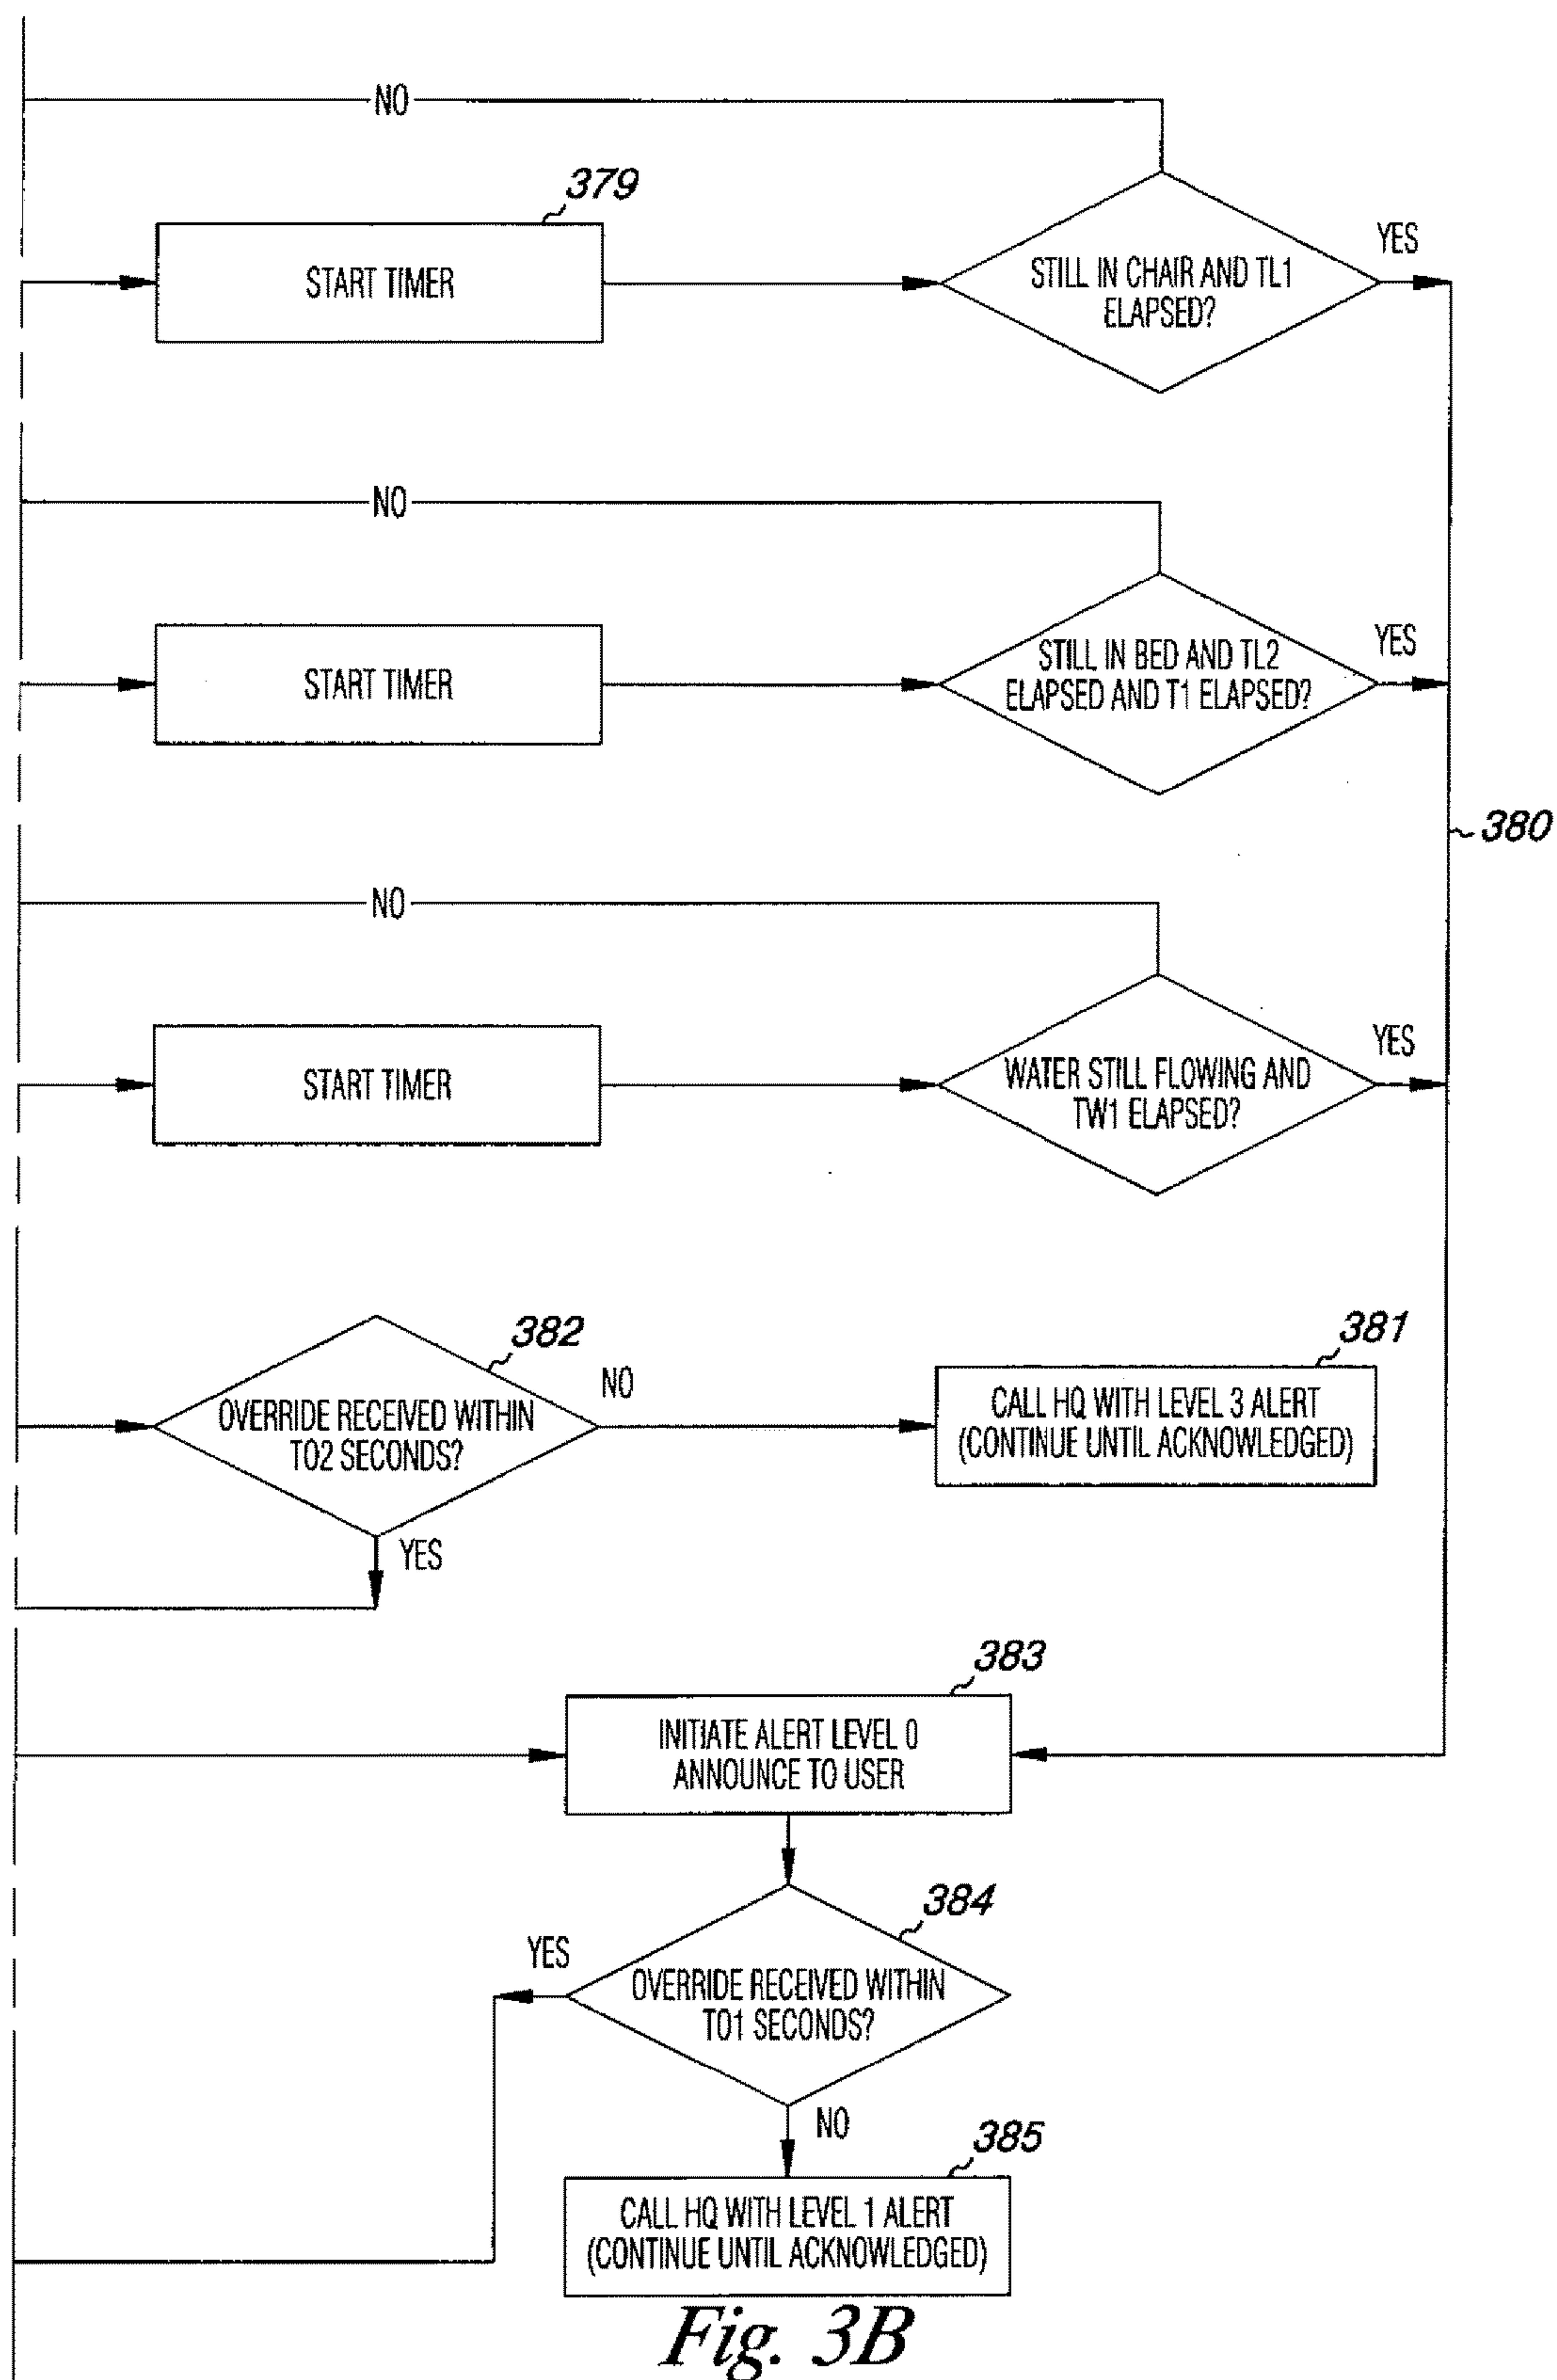 NO
379
START TIMER
STILL IN CHAIR AND TL1
ELAPSED?
YES
NO
START TIMER
STILL IN BED AND TL2
ELAPSED AND T1 ELAPSED?
YES
380
NO
START TIMER
WATER STILL FLOWING AND
TW1 ELAPSED?
YES
382
OVERRIDE RECEIVED WITHIN
TO2 SECONDS?
NO
381
CALL HQ WITH LEVEL 3 ALERT
(CONTINUE UNTIL ACKNOWLEDGED)
YES
383
INITIATE ALERT LEVEL 0
ANNOUNCE TO USER
384
YES
OVERRIDE RECEIVED WITHIN
TO1 SECONDS?
NO
385
CALL HQ WITH LEVEL 1 ALERT
(CONTINUE UNTIL ACKNOWLEDGED)
Fig. 3B